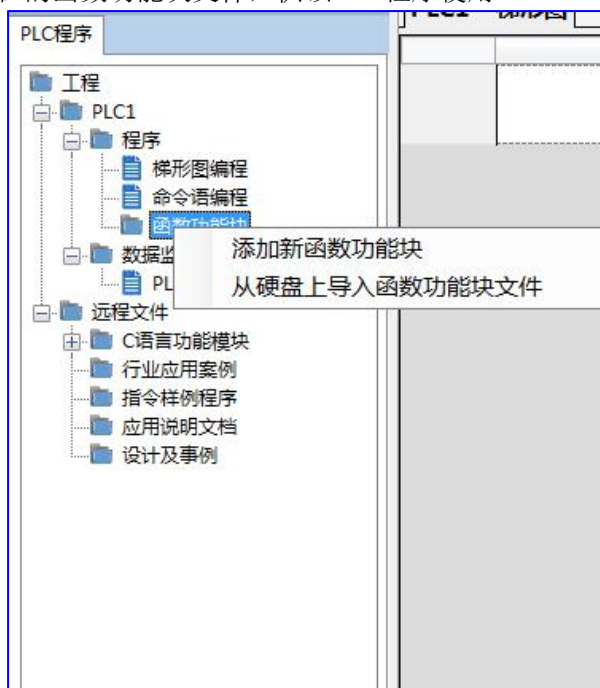 PLC程序
工程
PLC1
程序
梯形图编程
命令语编程
函数功能块
添加新函数功能块
数据监
从硬盘上导入函数功能块文件
PL
远程文件
C语言功能模块
行业应用案例
指令样例程序
应用说明文档
设计及事例